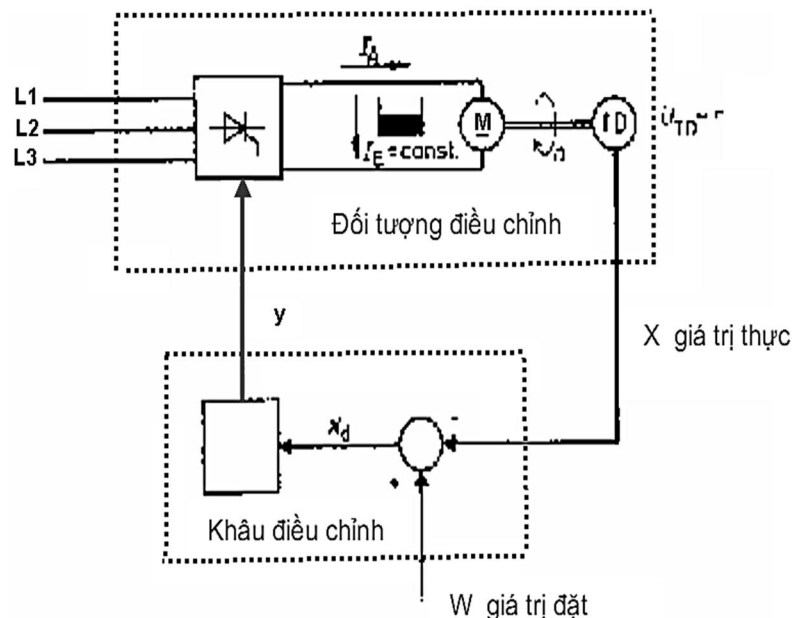 I_A
L1
L2
L3
M
I_E = const.
n
TD
U_TD ~ n
Đối tượng điều chỉnh
y
X giá trị thực
x_d
-
+
Khâu điều chỉnh
W giá trị đặt